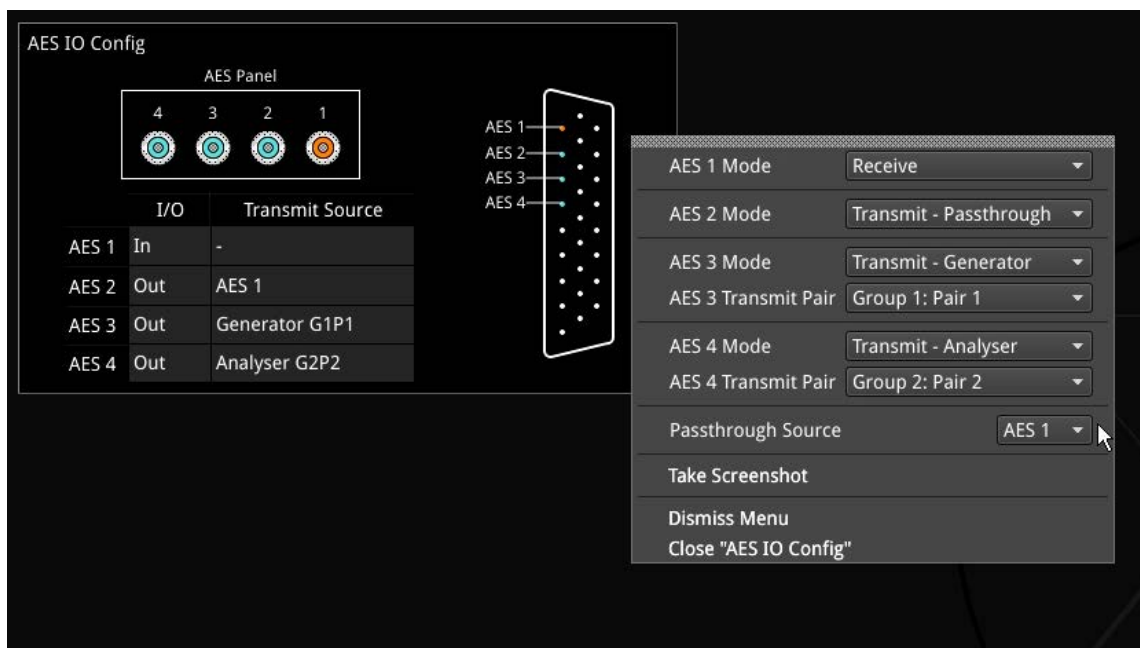 AES IO Config
AES Panel
4 3 2 1
I/O Transmit Source
AES 1 In -
AES 2 Out AES 1
AES 3 Out Generator G1P1
AES 4 Out Analyser G2P2
AES 1
AES 2
AES 3
AES 4
AES 1 Mode Receive
AES 2 Mode Transmit - Passthrough
AES 3 Mode Transmit - Generator
AES 3 Transmit Pair Group 1: Pair 1
AES 4 Mode Transmit - Analyser
AES 4 Transmit Pair Group 2: Pair 2
Passthrough Source AES 1
Take Screenshot
Dismiss Menu
Close "AES IO Config"